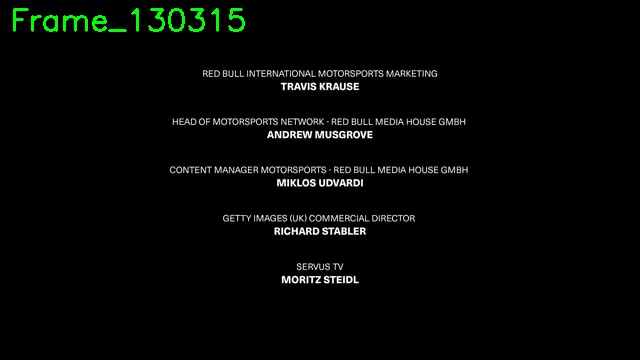 Frame_130315
RED BULL INTERNATIONAL MOTORSPORTS MARKETING
TRAVIS KRAUSE
HEAD OF MOTORSPORTS NETWORK - RED BULL MEDIA HOUSE GMBH
ANDREW MUSGROVE
CONTENT MANAGER MOTORSPORTS - RED BULL MEDIA HOUSE GMBH
MIKLOS UDVARDI
GETTY IMAGES (UK) COMMERCIAL DIRECTOR
RICHARD STABLER
SERVUS TV
MORITZ STEIDL